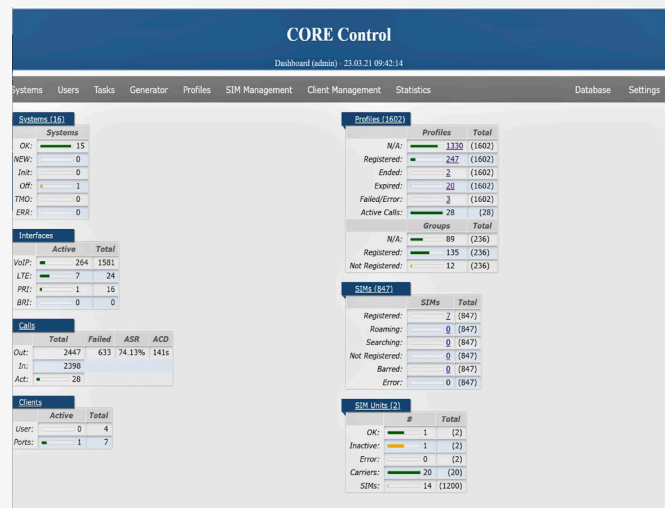 CORE Control
Dashboard (admin) - 23.03.21 09:42:14
Systems Users Tasks Generator Profiles SIM Management Client Management Statistics Database Settings
Systems (16)
Systems
OK: 15
NEW: 0
Init: 0
Off: 1
TMO: 0
ERR: 0
Interfaces
Active Total
VoIP: 264 1581
LTE: 7 24
PRI: 1 16
BRI: 0 0
Calls
Total Failed ASR ACD
Out: 2447 633 74.13% 141s
In: 2398
Act: 28
Clients
Active Total
User: 0 4
Ports: 1 7
Profiles (1602)
Profiles Total
N/A: 1330 (1602)
Registered: 247 (1602)
Ended: 2 (1602)
Expired: 20 (1602)
Failed/Error: 3 (1602)
Active Calls: 28 (28)
Groups Total
N/A: 89 (236)
Registered: 135 (236)
Not Registered: 12 (236)
SIMs (847)
SIMs Total
Registered: 7 (847)
Roaming: 0 (847)
Searching: 0 (847)
Not Registered: 0 (847)
Barred: 0 (847)
Error: 0 (847)
SIM Units (2)
# Total
OK: 1 (2)
Inactive: 1 (2)
Error: 0 (2)
Carriers: 20 (20)
SIMs: 14 (1200)